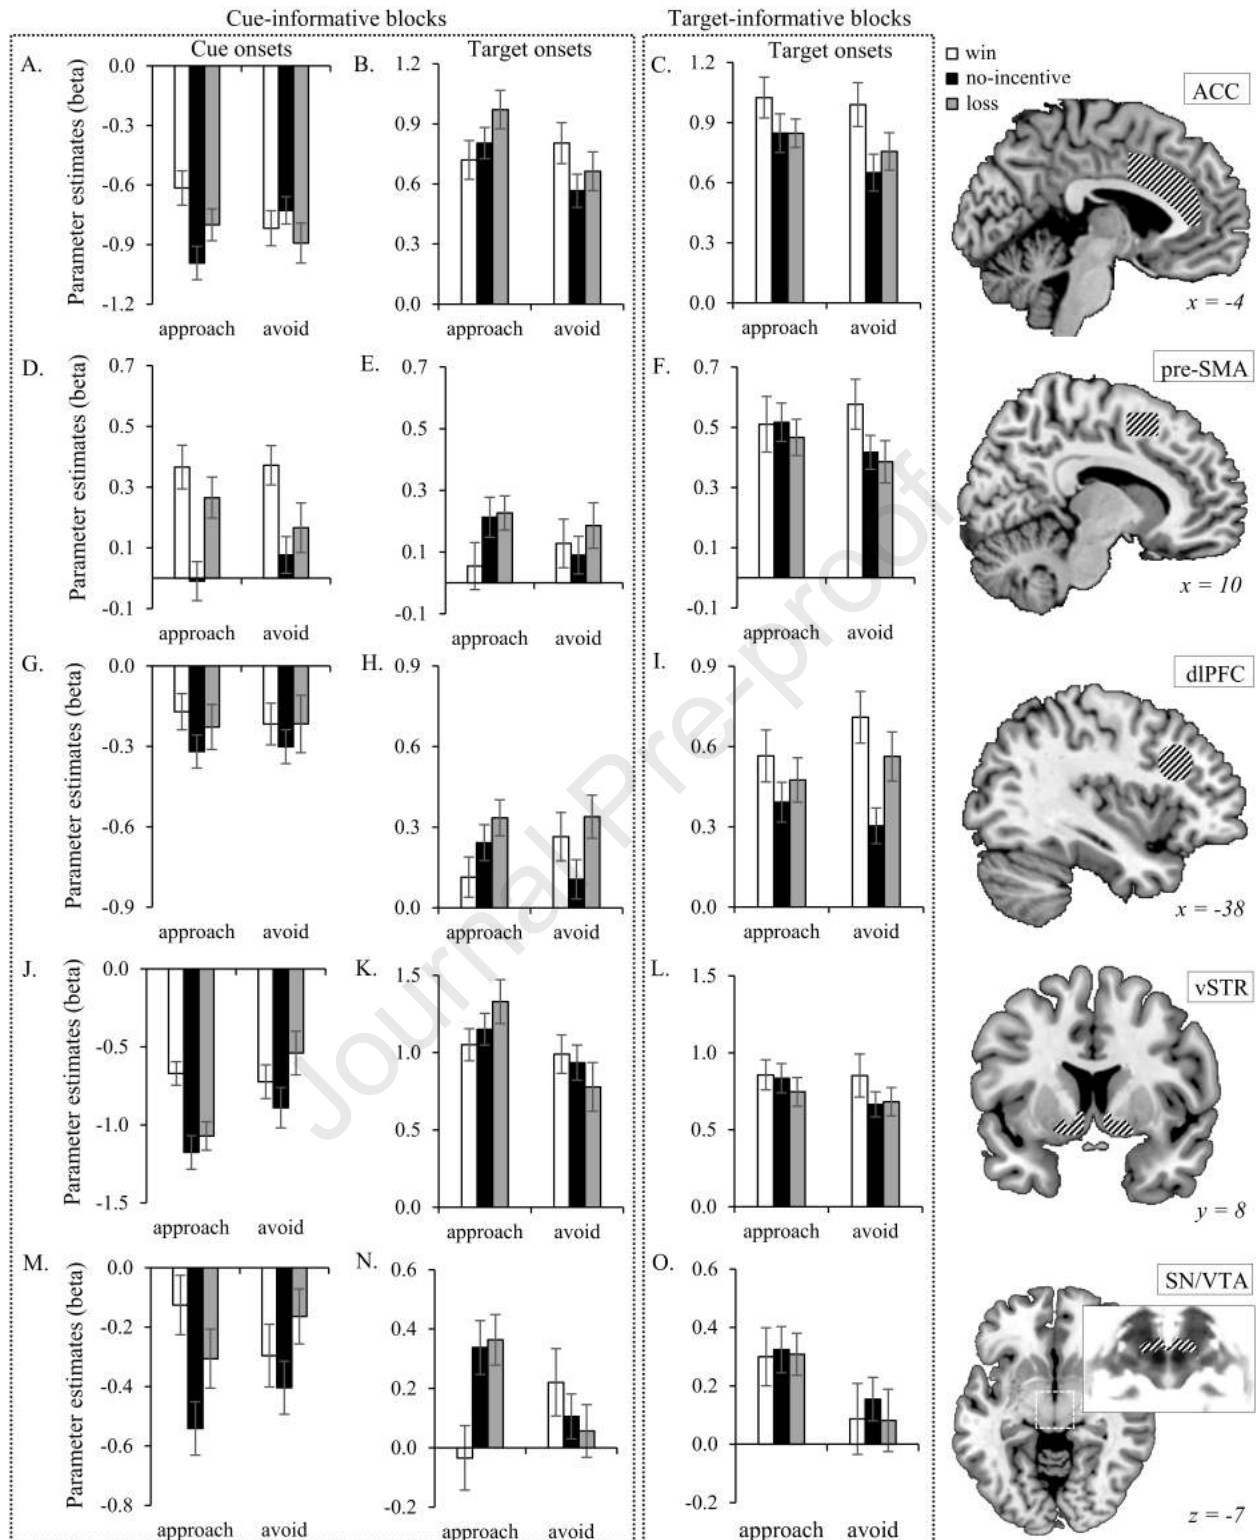 Cue-informative blocks
Target-informative blocks
Cue onsets
Target onsets
Target onsets
win
no-incentive
loss
A.
Parameter estimates (beta)
0.0
-0.3
-0.6
-0.9
-1.2
approach
avoid
B.
1.2
0.9
0.6
0.3
0.0
approach
avoid
C.
1.2
0.9
0.6
0.3
0.0
approach
avoid
ACC
x = -4
D.
Parameter estimates (beta)
0.7
0.5
0.3
0.1
-0.1
approach
avoid
E.
0.7
0.5
0.3
0.1
-0.1
approach
avoid
F.
0.7
0.5
0.3
0.1
-0.1
approach
avoid
pre-SMA
x = 10
G.
Parameter estimates (beta)
0.0
-0.3
-0.6
-0.9
approach
avoid
H.
0.9
0.6
0.3
0.0
approach
avoid
I.
0.9
0.6
0.3
0.0
approach
avoid
dlPFC
x = -38
J.
Parameter estimates (beta)
0.0
-0.5
-1.0
-1.5
approach
avoid
K.
1.5
1.0
0.5
0.0
approach
avoid
L.
1.5
1.0
0.5
0.0
approach
avoid
vSTR
y = 8
M.
Parameter estimates (beta)
0.0
-0.2
-0.4
-0.6
-0.8
approach
avoid
N.
0.6
0.4
0.2
0.0
-0.2
approach
avoid
O.
0.6
0.4
0.2
0.0
-0.2
approach
avoid
SN/VTA
z = -7
Journal Pre-proof